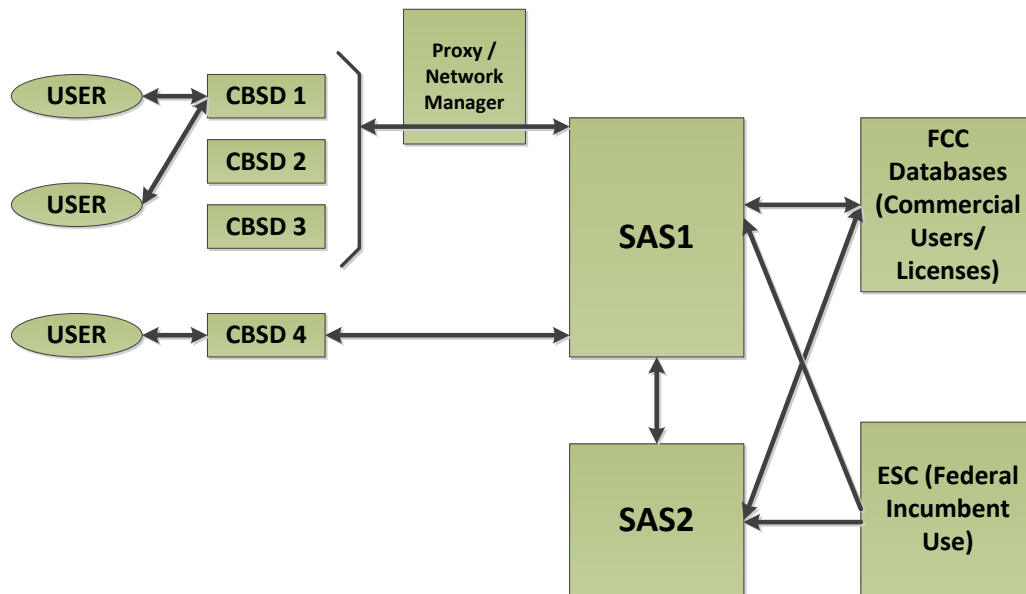 Proxy /
Network
Manager
USER
CBSD 1
CBSD 2
USER
CBSD 3
USER
CBSD 4
SAS1
FCC
Databases
(Commercial
Users/
Licenses)
SAS2
ESC (Federal
Incumbent
Use)